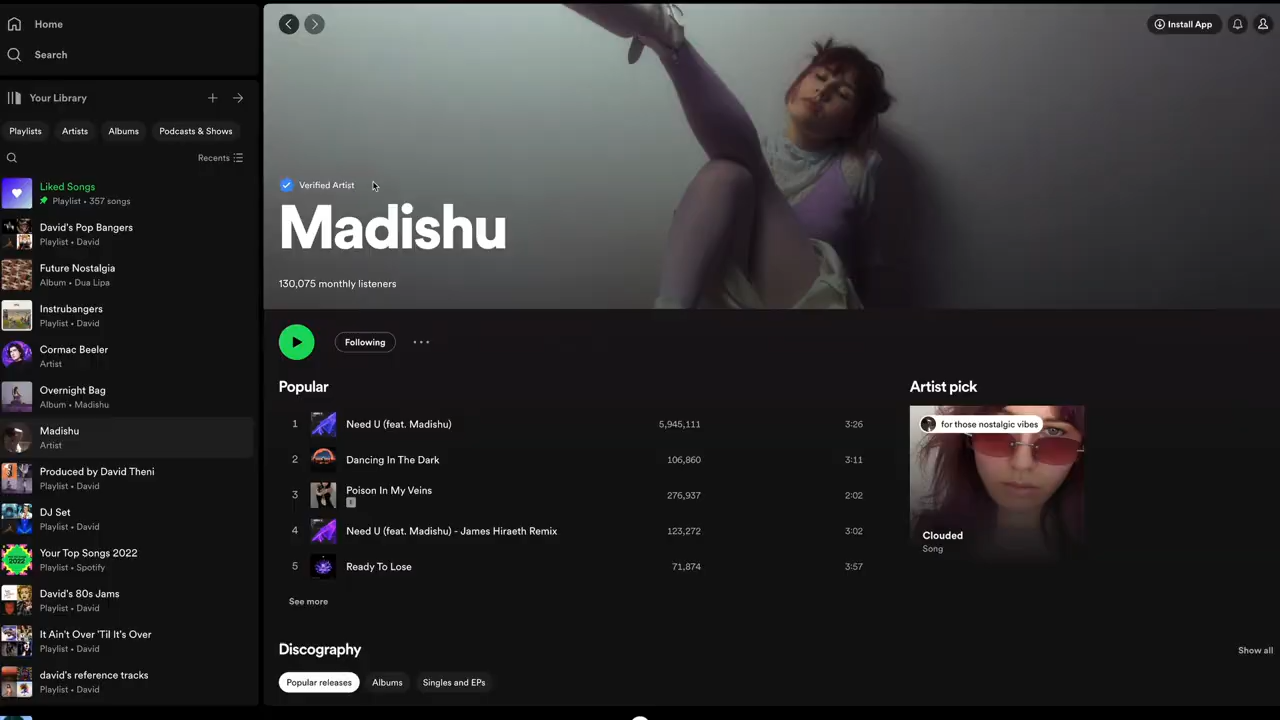 Home
Search
Your Library
Playlists
Artists
Albums
Podcasts & Shows
Recents
Liked Songs
Playlist • 357 songs
David's Pop Bangers
Playlist • David
Future Nostalgia
Album • Dua Lipa
Instrubangers
Playlist • David
Cormac Beeler
Artist
Overnight Bag
Album • Madishu
Madishu
Artist
Produced by David Theni
Playlist • David
DJ Set
Playlist • David
Your Top Songs 2022
Playlist • Spotify
David's 80s Jams
Playlist • David
It Ain't Over 'Til It's Over
Playlist • David
david's reference tracks
Playlist • David
Install App
Verified Artist
Madishu
130,075 monthly listeners
Following
Popular
1 Need U (feat. Madishu) 5,945,111 3:26
2 Dancing In The Dark 106,860 3:11
3 Poison In My Veins 276,937 2:02
E
4 Need U (feat. Madishu) - James Hiraeth Remix 123,272 3:02
5 Ready To Lose 71,874 3:57
See more
Artist pick
for those nostalgic vibes
Clouded
Song
Discography
Show all
Popular releases
Albums
Singles and EPs